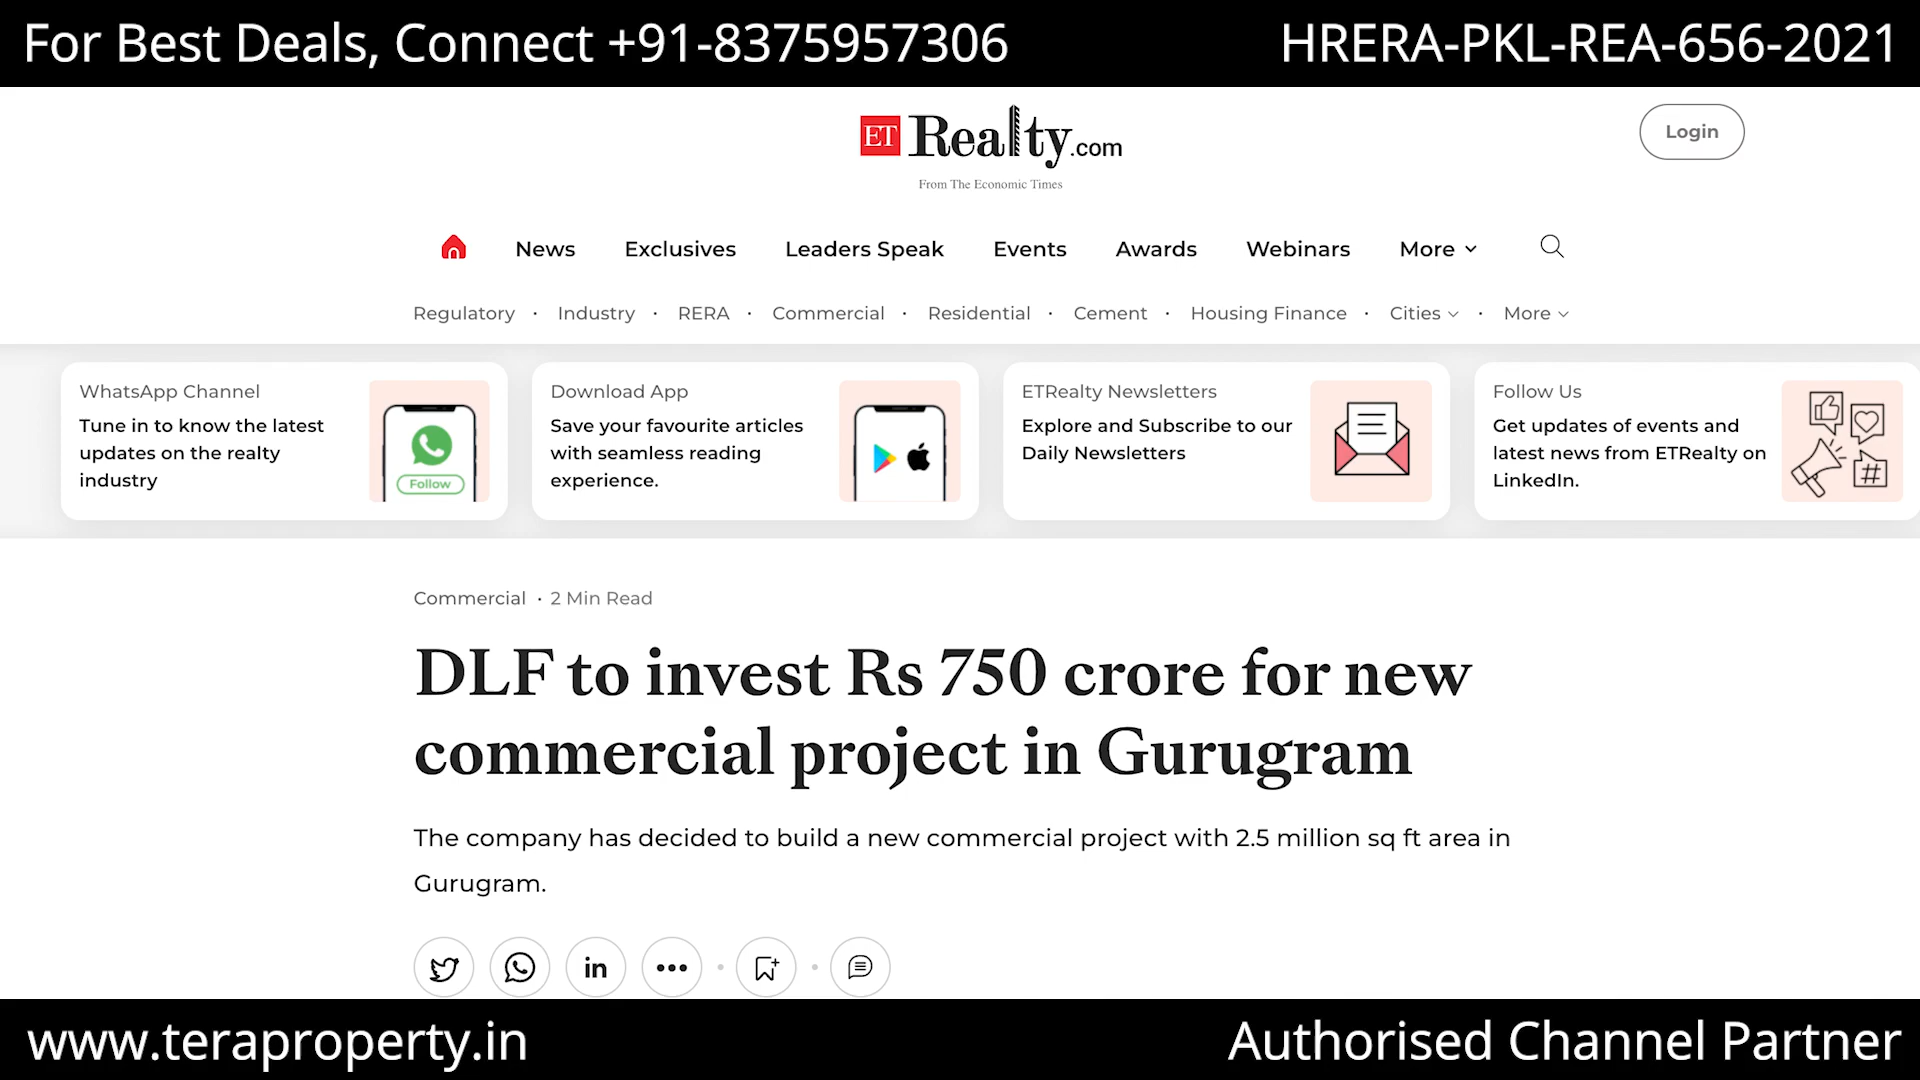 For Best Deals, Connect +91-8375957306
HRERA-PKL-REA-656-2021
ET Realty.com
From The Economic Times
Login
News
Exclusives
Leaders Speak
Events
Awards
Webinars
More
Regulatory · Industry · RERA · Commercial · Residential · Cement · Housing Finance · Cities · More
WhatsApp Channel
Tune in to know the latest
updates on the realty
industry
Follow
Download App
Save your favourite articles
with seamless reading
experience.
ETRealty Newsletters
Explore and Subscribe to our
Daily Newsletters
Follow Us
Get updates of events and
latest news from ETRealty on
LinkedIn.
#
Commercial · 2 Min Read
DLF to invest Rs 750 crore for new
commercial project in Gurugram
The company has decided to build a new commercial project with 2.5 million sq ft area in
Gurugram.
in
www.teraproperty.in
Authorised Channel Partner